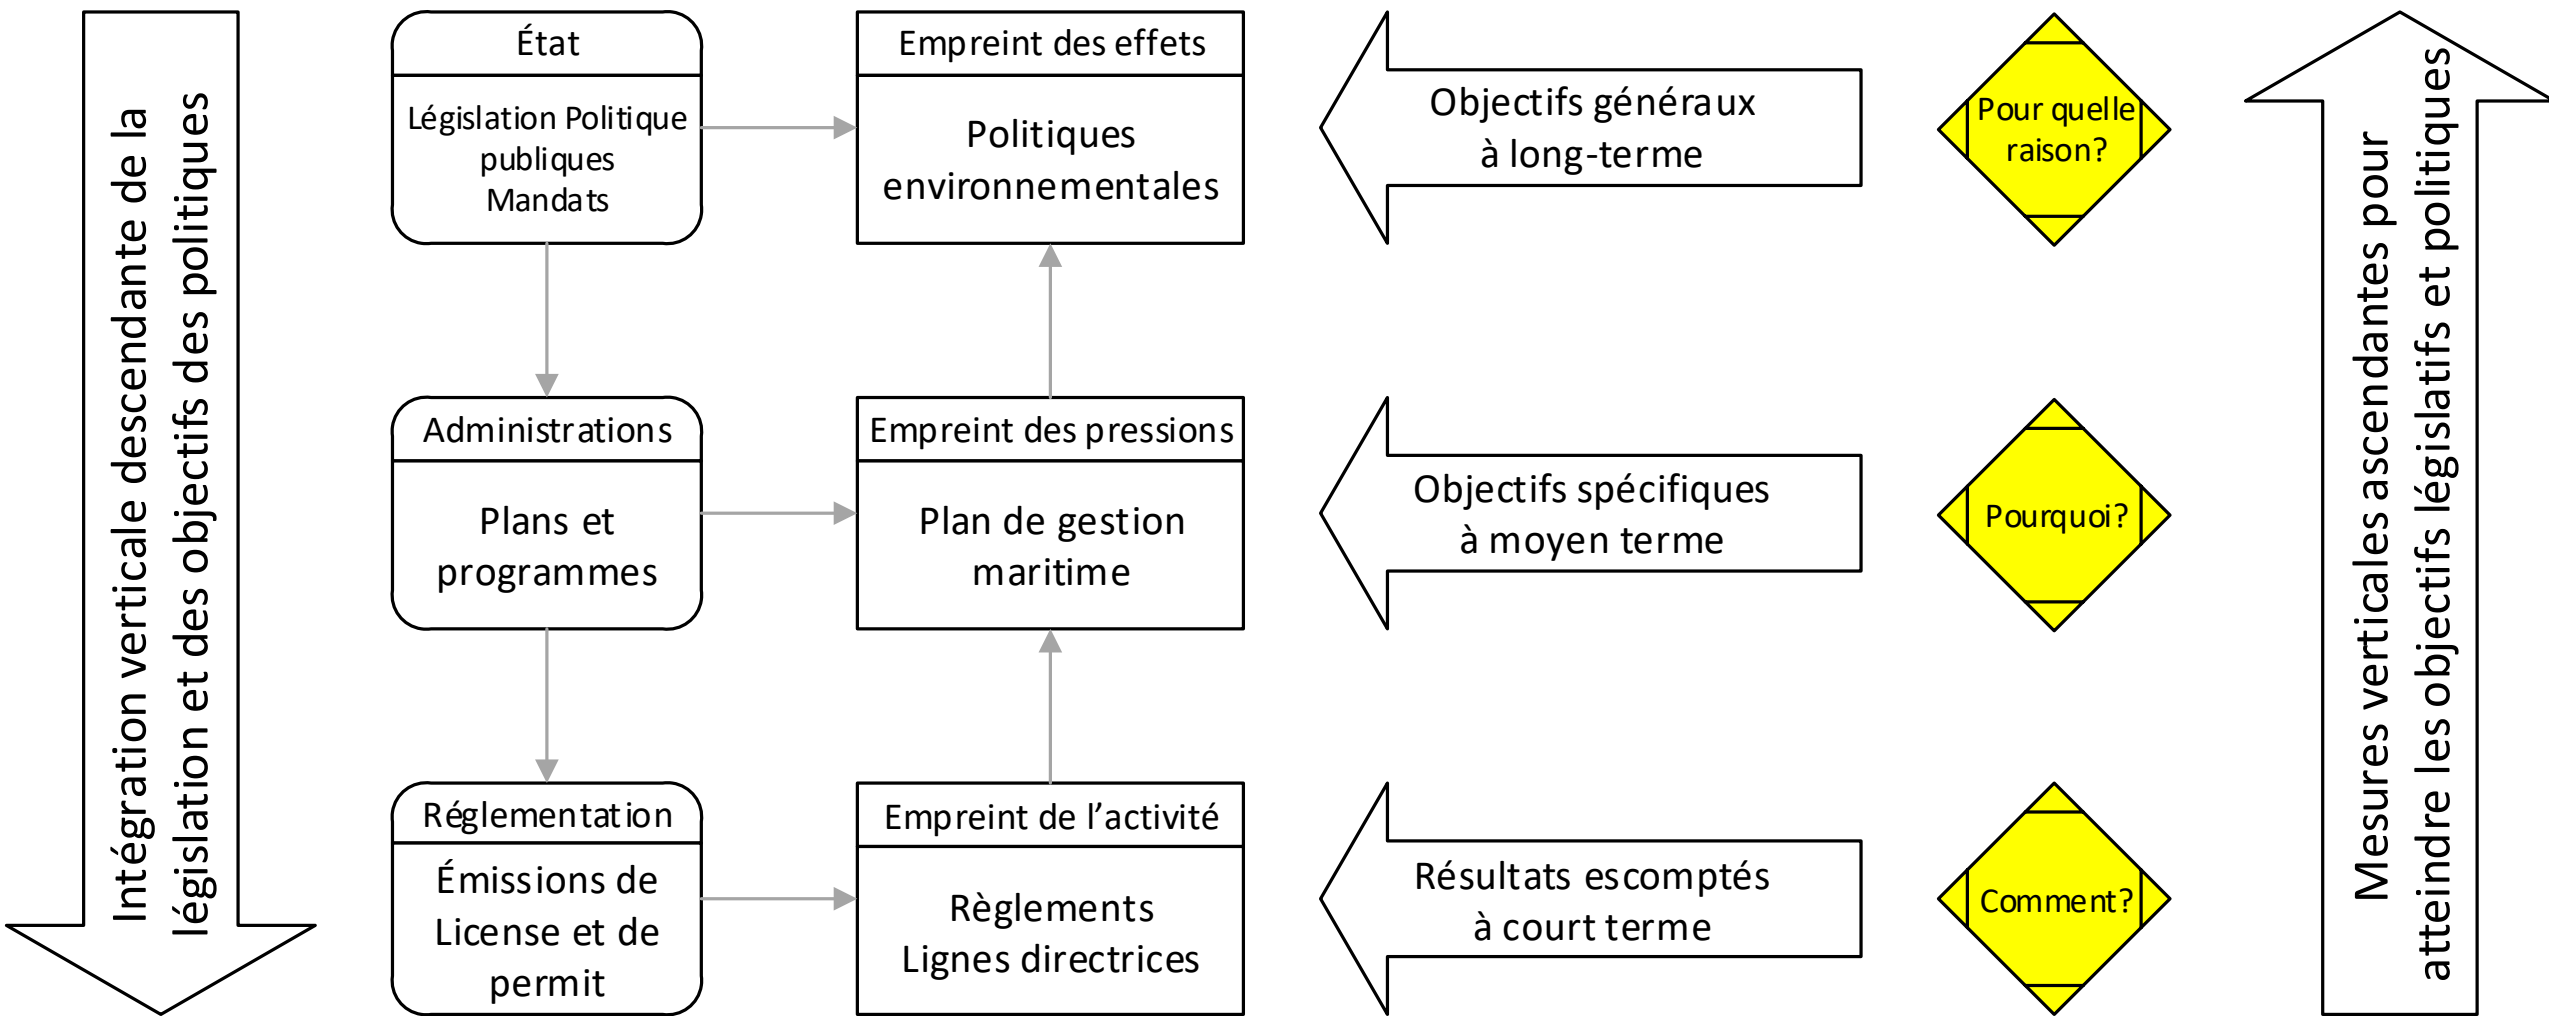 Intégration verticale descendante de la
législation et des objectifs des politiques
État
Législation Politique
publiques
Mandats
Empreint des effets
Politiques
environnementales
Objectifs généraux
à long-terme
Pour quelle
raison?
Administrations
Plans et
programmes
Empreint des pressions
Plan de gestion
maritime
Objectifs spécifiques
à moyen terme
Pourquoi?
Réglementation
Émissions de
License et de
permit
Empreint de l’activité
Règlements
Lignes directrices
Résultats escomptés
à court terme
Comment?
Mesures verticales ascendantes pour
atteindre les objectifs législatifs et politiques